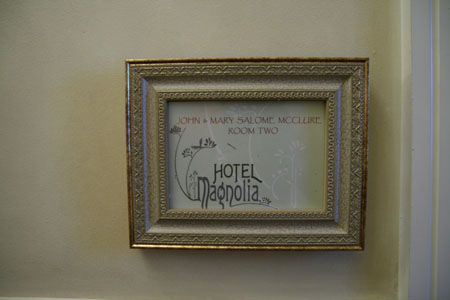 JOHN & MARY SALOME MCCLURE
ROOM TWO
HOTEL
Magnolia